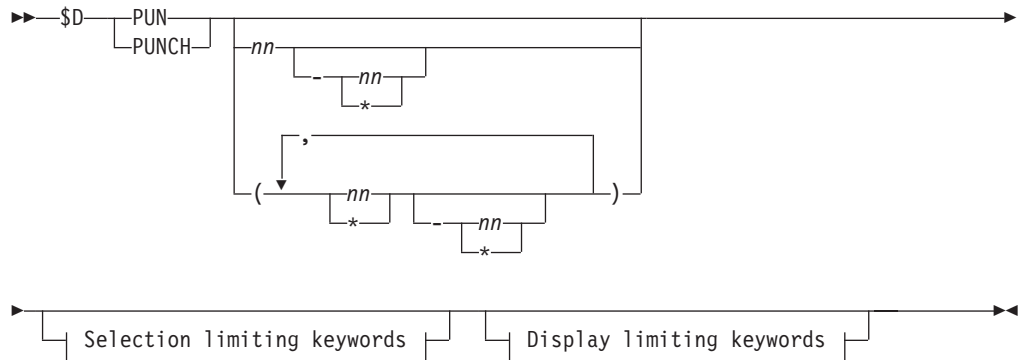 $D PUN
PUNCH nn
- nn
*
,
( nn )
* - nn
*
Selection limiting keywords Display limiting keywords